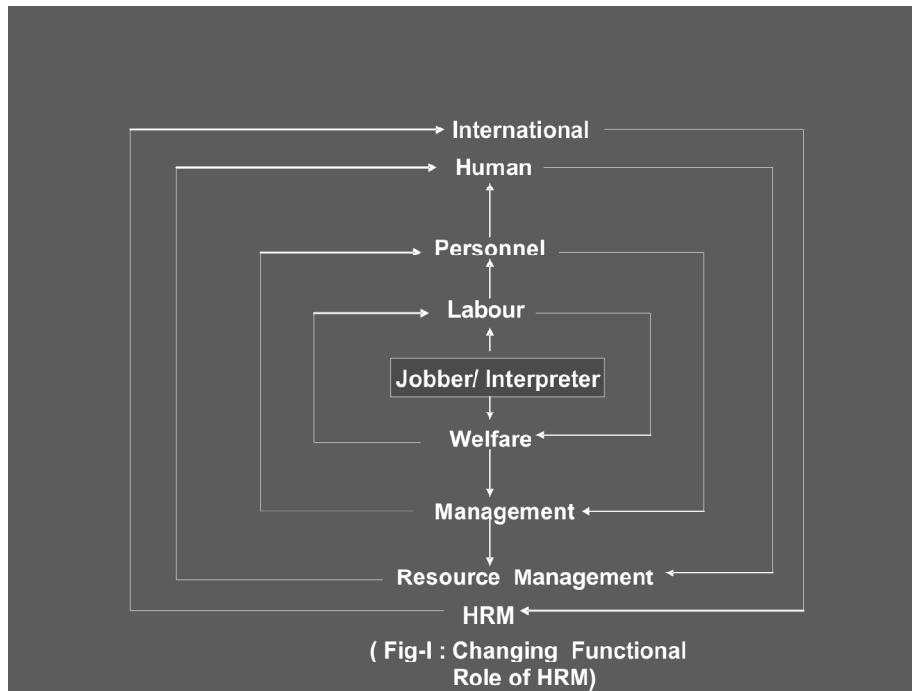 International
Human
Personnel
Labour
Jobber/ Interpreter
Welfare
Management
Resource Management
HRM
( Fig-I : Changing Functional
Role of HRM)